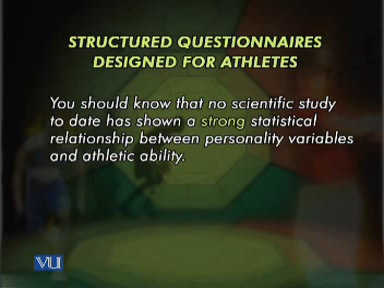 STRUCTURED QUESTIONNAIRES
DESIGNED FOR ATHLETES
You should know that no scientific study
to date has shown a strong statistical
relationship between personality variables
and athletic ability.
VU